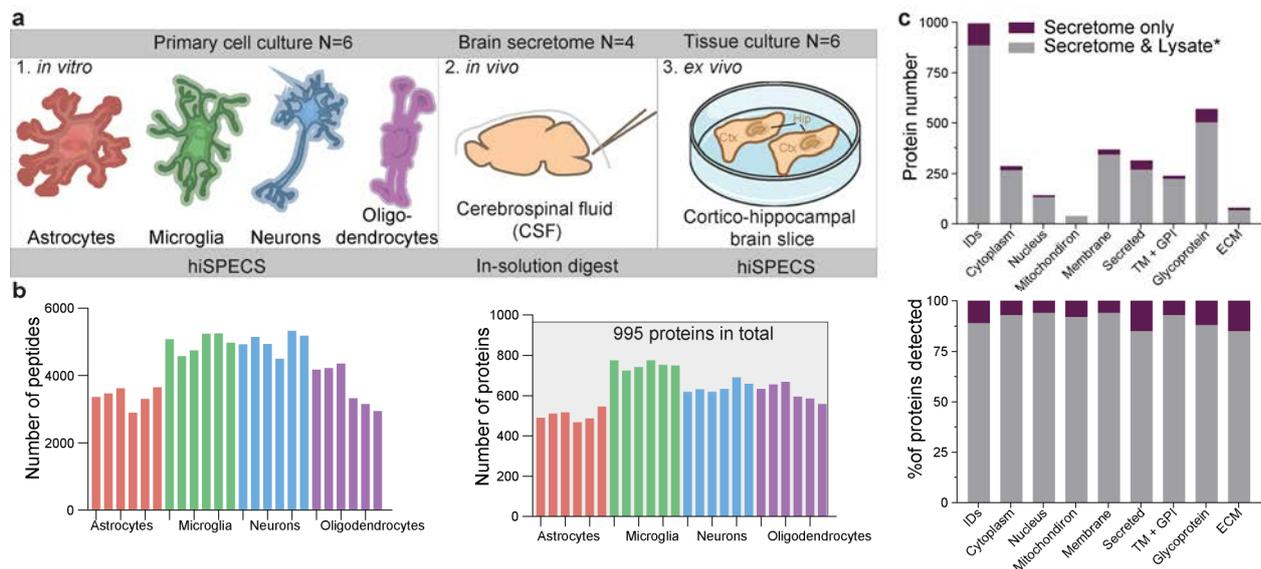 a
Primary cell culture N=6
Brain secretome N=4
Tissue culture N=6
1. in vitro
2. in vivo
3. ex vivo
Hip
Ctx
Ctx
Astrocytes
Microglia
Neurons
Oligo-
dendrocytes
Cerebrospinal fluid
(CSF)
Cortico-hippocampal
brain slice
hiSPECS
In-solution digest
hiSPECS
b
Number of peptides
6000
4000
2000
0
Astrocytes
Microglia
Neurons
Oligodendrocytes
Number of proteins
1000
800
600
400
200
0
995 proteins in total
Astrocytes
Microglia
Neurons
Oligodendrocytes
c
Secretome only
Secretome & Lysate*
Protein number
1000
750
500
250
0
IDs
Cytoplasm
Nucleus
Mitochondiron
Membrane
Secreted
TM + GPI
Glycoprotein
ECM
%of proteins detected
100
75
50
25
0
IDs
Cytoplasm
Nucleus
Mitochondiron
Membrane
Secreted
TM + GPI
Glycoprotein
ECM